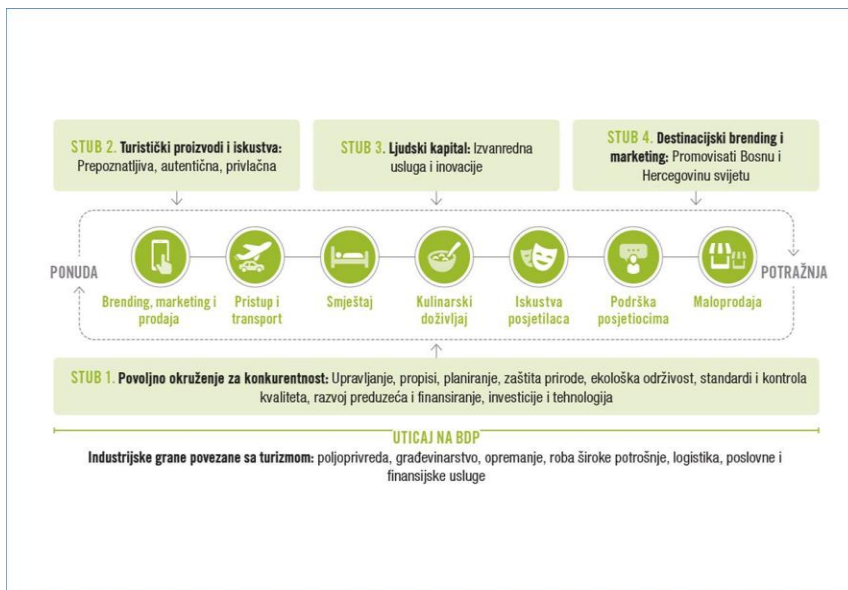 STUB 2. Turistički proizvodi i iskustva:
Prepoznatljiva, autentična, privlačna
STUB 3. Ljudski kapital: Izvanredna
usluga i inovacije
STUB 4. Destinacijski brending i
marketing: Promovisati Bosnu i
Hercegovinu svijetu
PONUDA
POTRAŽNJA
Brending, marketing i
prodaja
Pristup i
transport
Smještaj
Kulinarski
doživljaj
Iskustva
posjetilaca
Podrška
posjetiocima
Maloprodaja
STUB 1. Povoljno okruženje za konkurentnost: Upravljanje, propisi, planiranje, zaštita prirode, ekološka održivost, standardi i kontrola
kvaliteta, razvoj preduzeća i finansiranje, investicije i tehnologija
UTICAJ NA BDP
Industrijske grane povezane sa turizmom: poljoprivreda, građevinarstvo, opremanje, roba široke potrošnje, logistika, poslovne i
finansijske usluge